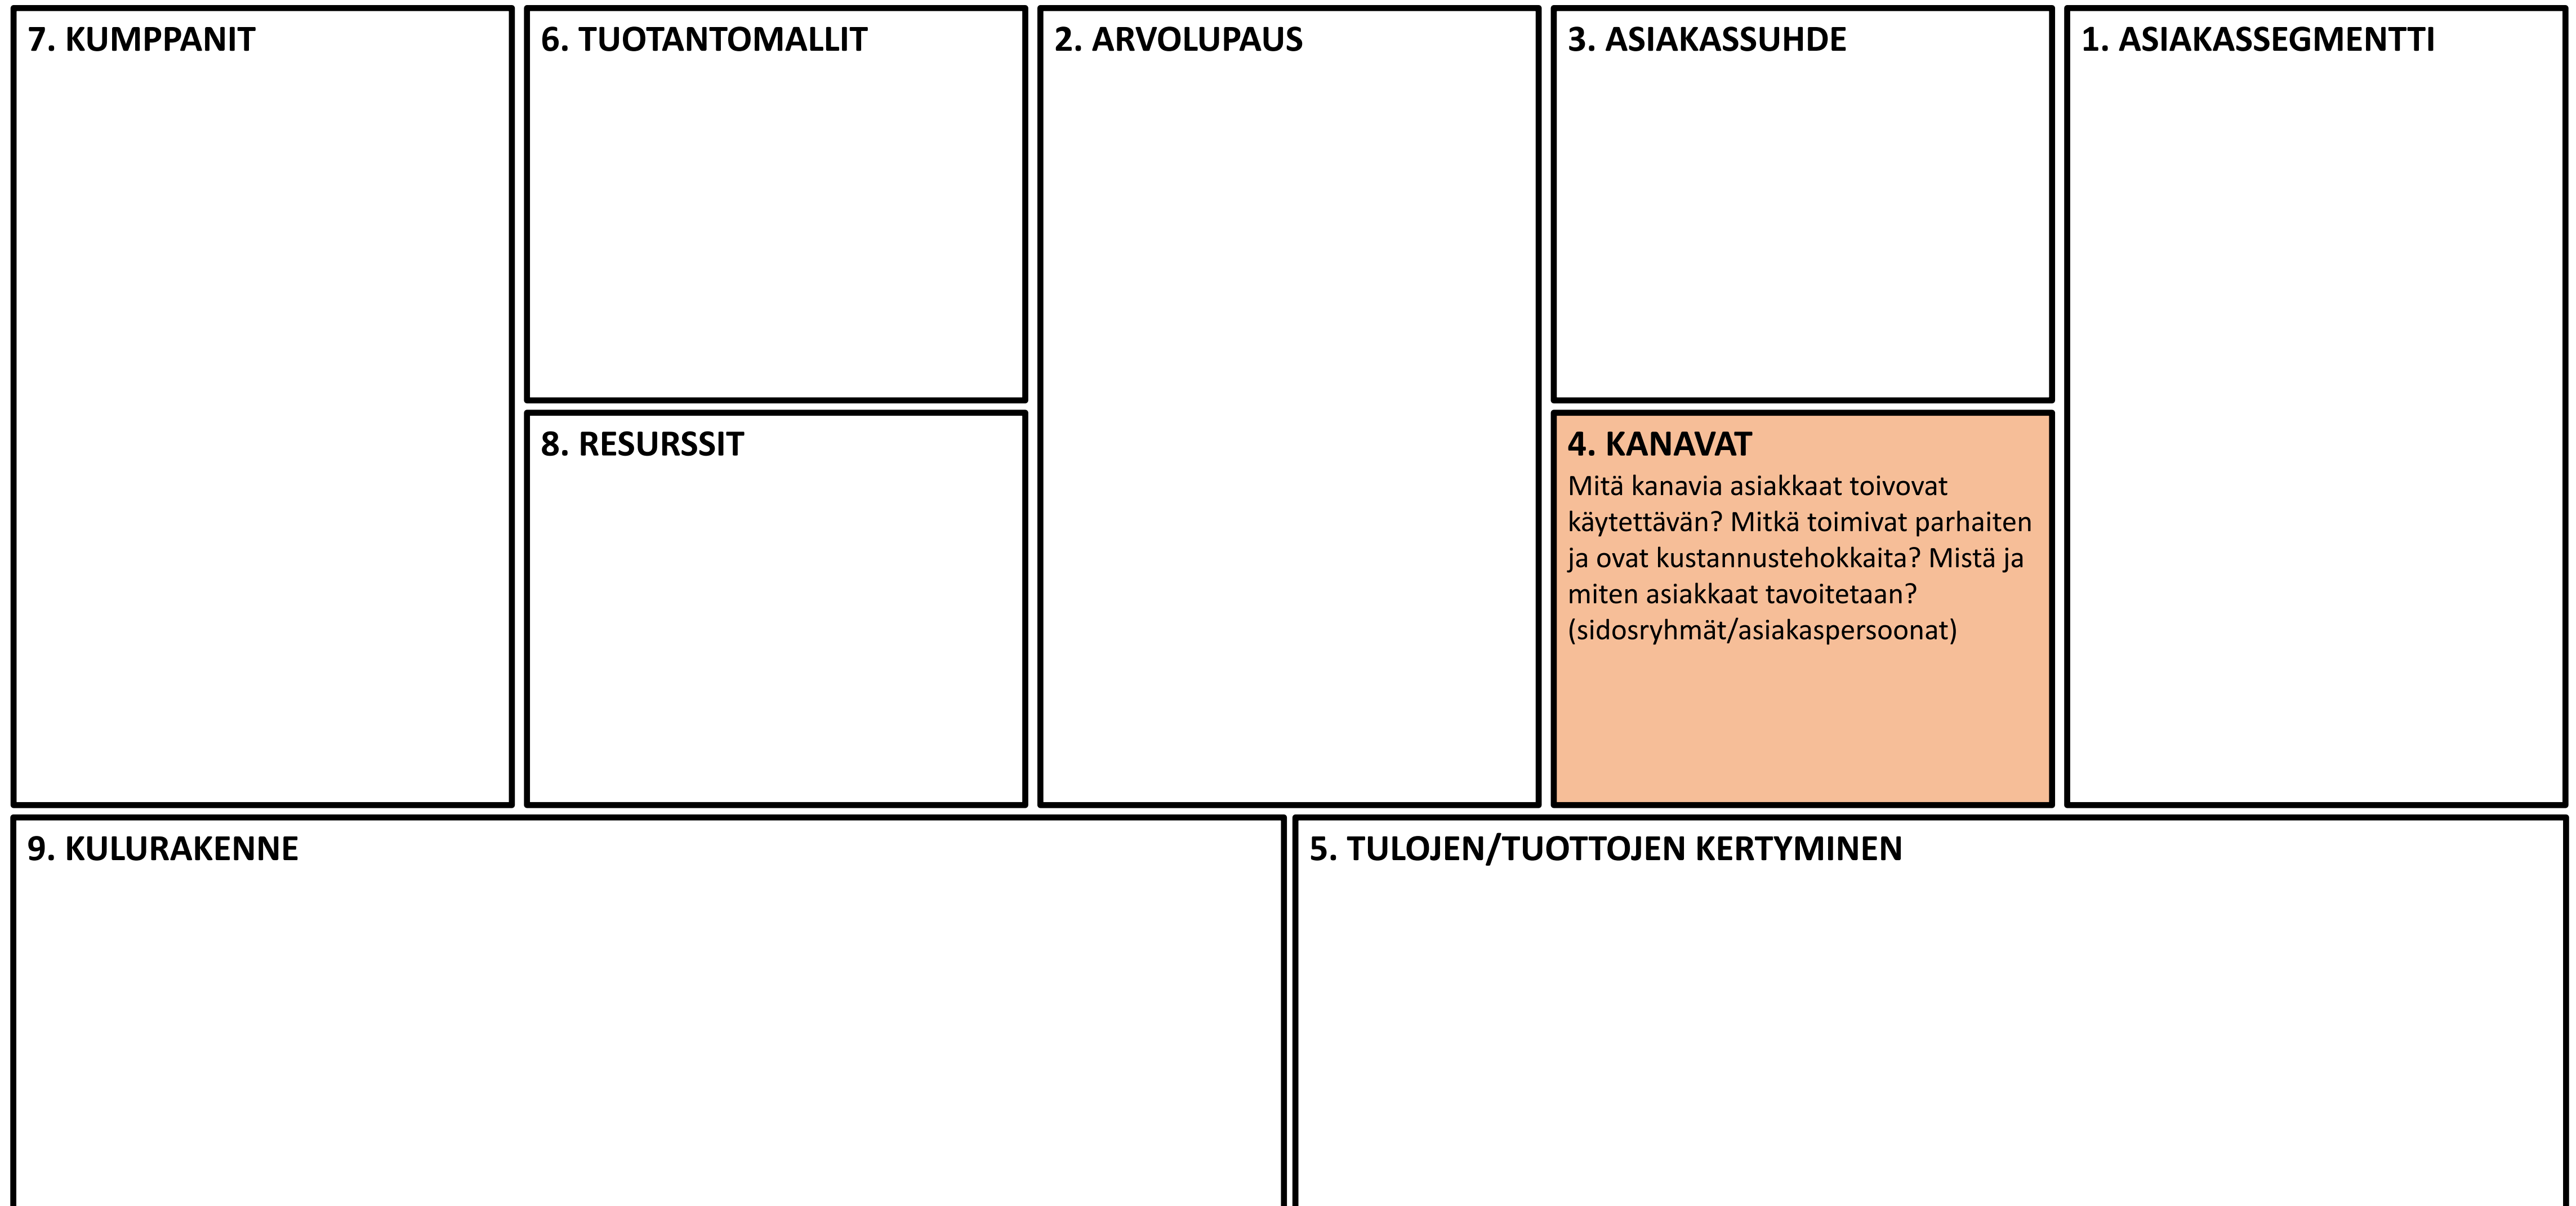 7. KUMPPANIT
6. TUOTANTOMALLIT
2. ARVOLUPAUS
3. ASIAKASSUHDE
1. ASIAKASSEGMENTTI
8. RESURSSIT
4. KANAVAT
Mitä kanavia asiakkaat toivovat
käytettävän? Mitkä toimivat parhaiten
ja ovat kustannustehokkaita? Mistä ja
miten asiakkaat tavoitetaan?
(sidosryhmät/asiakaspersoonat)
9. KULURAKENNE
5. TULOJEN/TUOTTOJEN KERTYMINEN